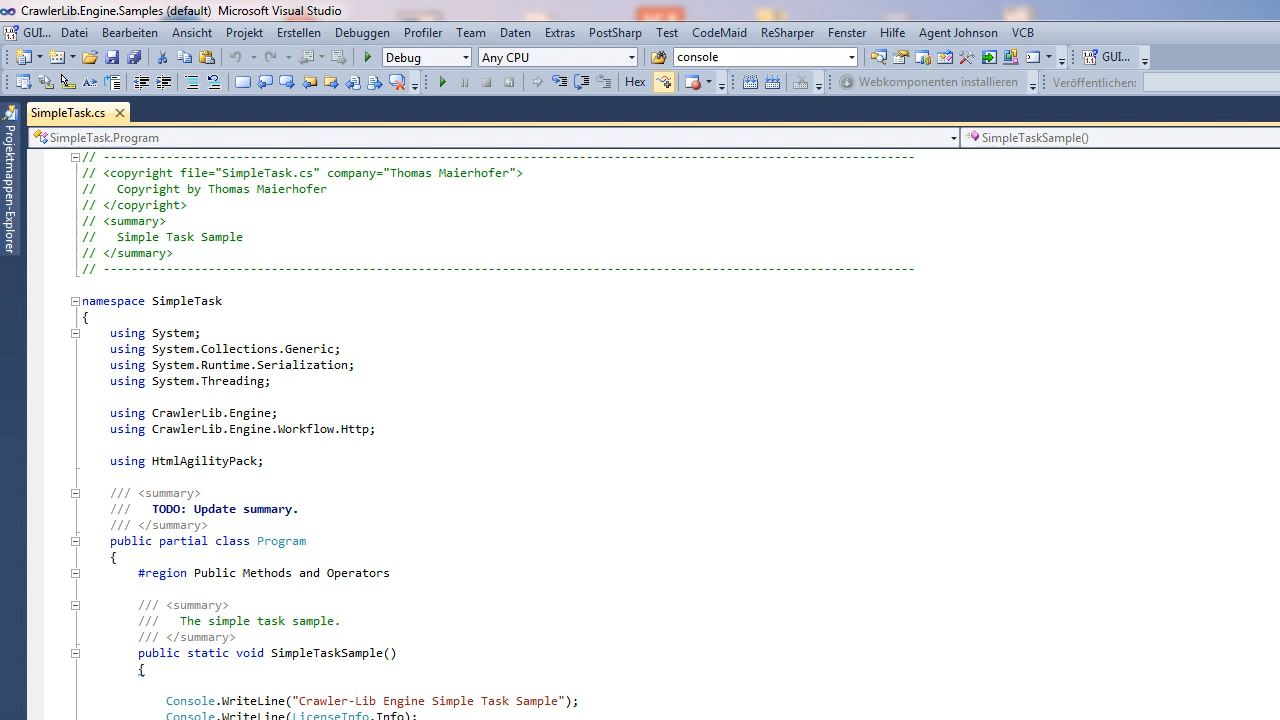 CrawlerLib.Engine.Samples (default)   Microsoft Visual Studio
GUI... Datei Bearbeiten Ansicht Projekt Erstellen Debuggen Profiler Team Daten Extras PostSharp Test CodeMaid ReSharper Fenster Hilfe Agent Johnson VCB
Debug Any CPU console GUI...
Hex Webkomponenten installieren Veröffentlichen:
Projektmappen-Explorer
SimpleTask.cs
SimpleTask.Program SimpleTaskSample()
// --------------------------------------------------------------------------------------------------------------------
// <copyright file="SimpleTask.cs" company="Thomas Maierhofer">
//   Copyright by Thomas Maierhofer
// </copyright>
// <summary>
//   Simple Task Sample
// </summary>
// --------------------------------------------------------------------------------------------------------------------
namespace SimpleTask
{
using System;
using System.Collections.Generic;
using System.Runtime.Serialization;
using System.Threading;
using CrawlerLib.Engine;
using CrawlerLib.Engine.Workflow.Http;
using HtmlAgilityPack;
/// <summary>
///   TODO: Update summary.
/// </summary>
public partial class Program
{
#region Public Methods and Operators
/// <summary>
///   The simple task sample.
/// </summary>
public static void SimpleTaskSample()
{
Console.WriteLine("Crawler-Lib Engine Simple Task Sample");
Console.WriteLine(LicenseInfo.Info);